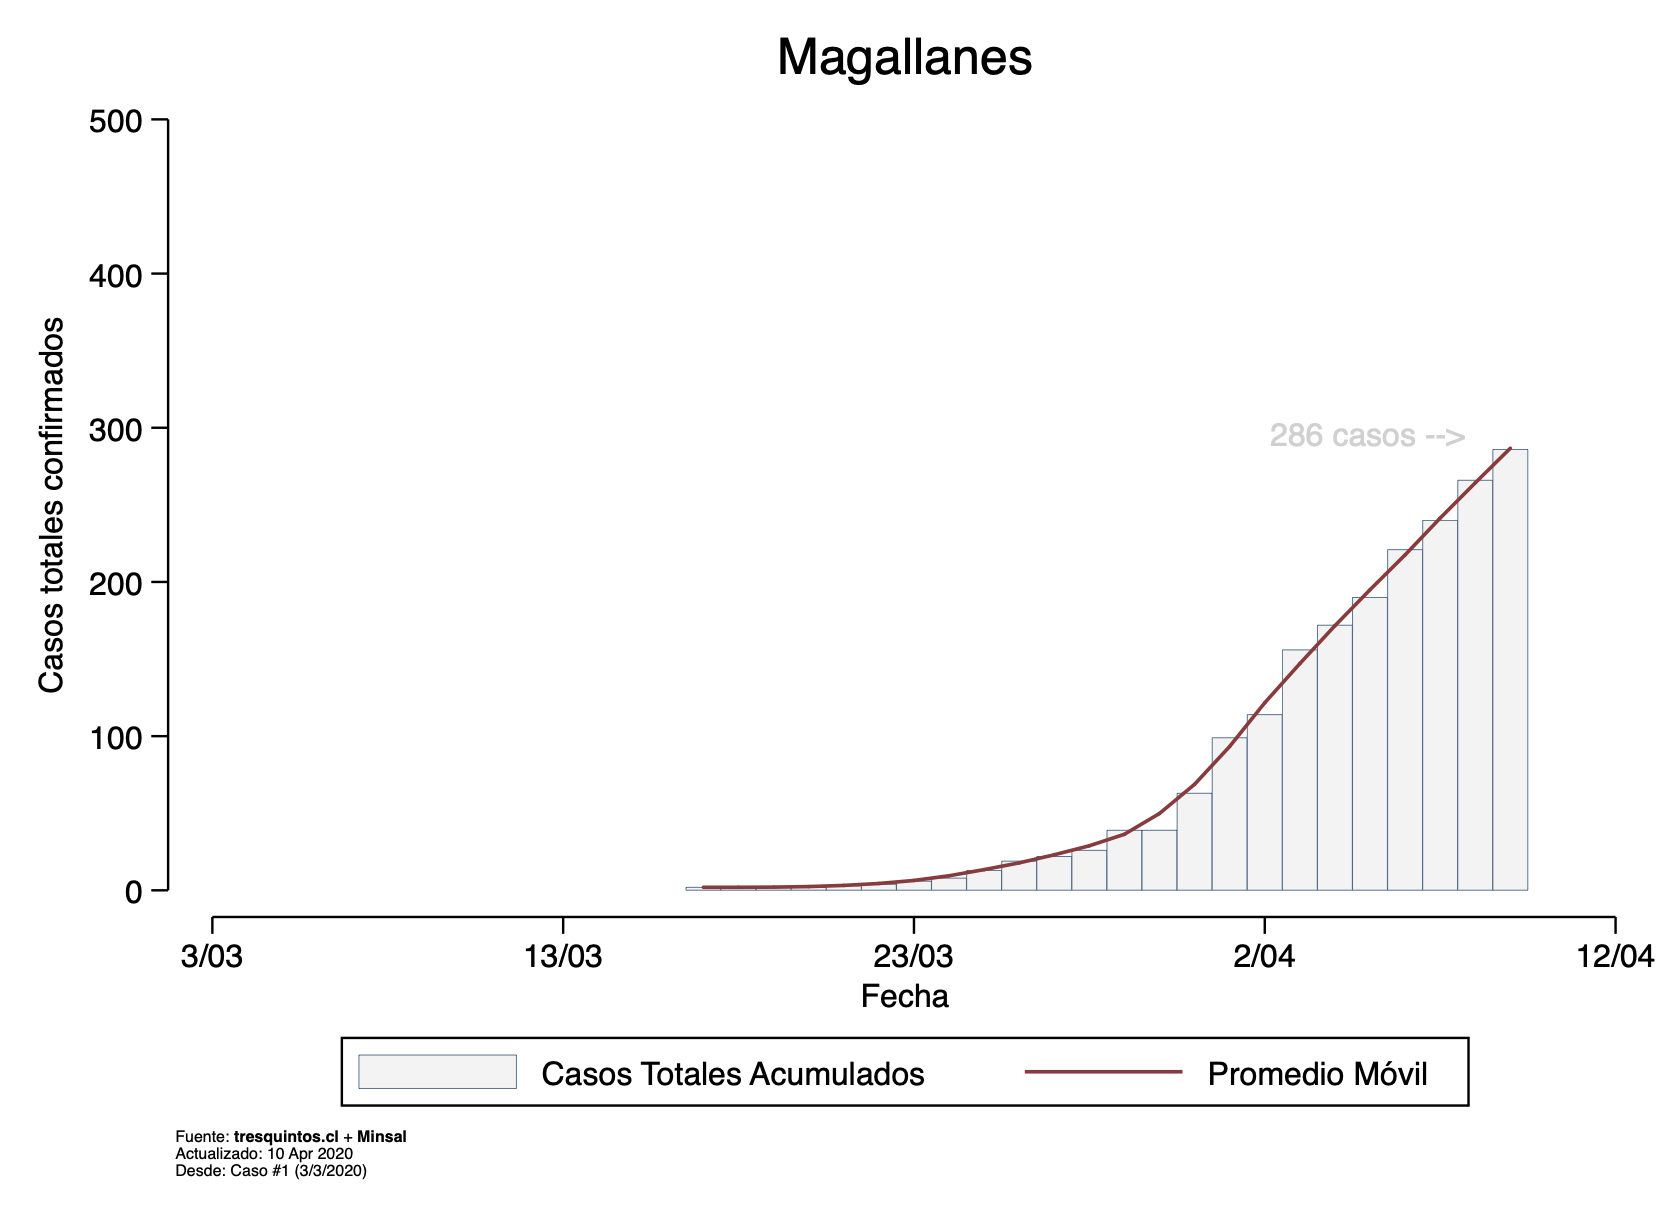 Magallanes
500
400
300
200
100
0
Casos totales confirmados
286 casos -->
3/03
13/03
23/03
2/04
12/04
Fecha
Casos Totales Acumulados
Promedio Móvil
Fuente: tresquintos.cl + Minsal
Actualizado: 10 Apr 2020
Desde: Caso #1 (3/3/2020)